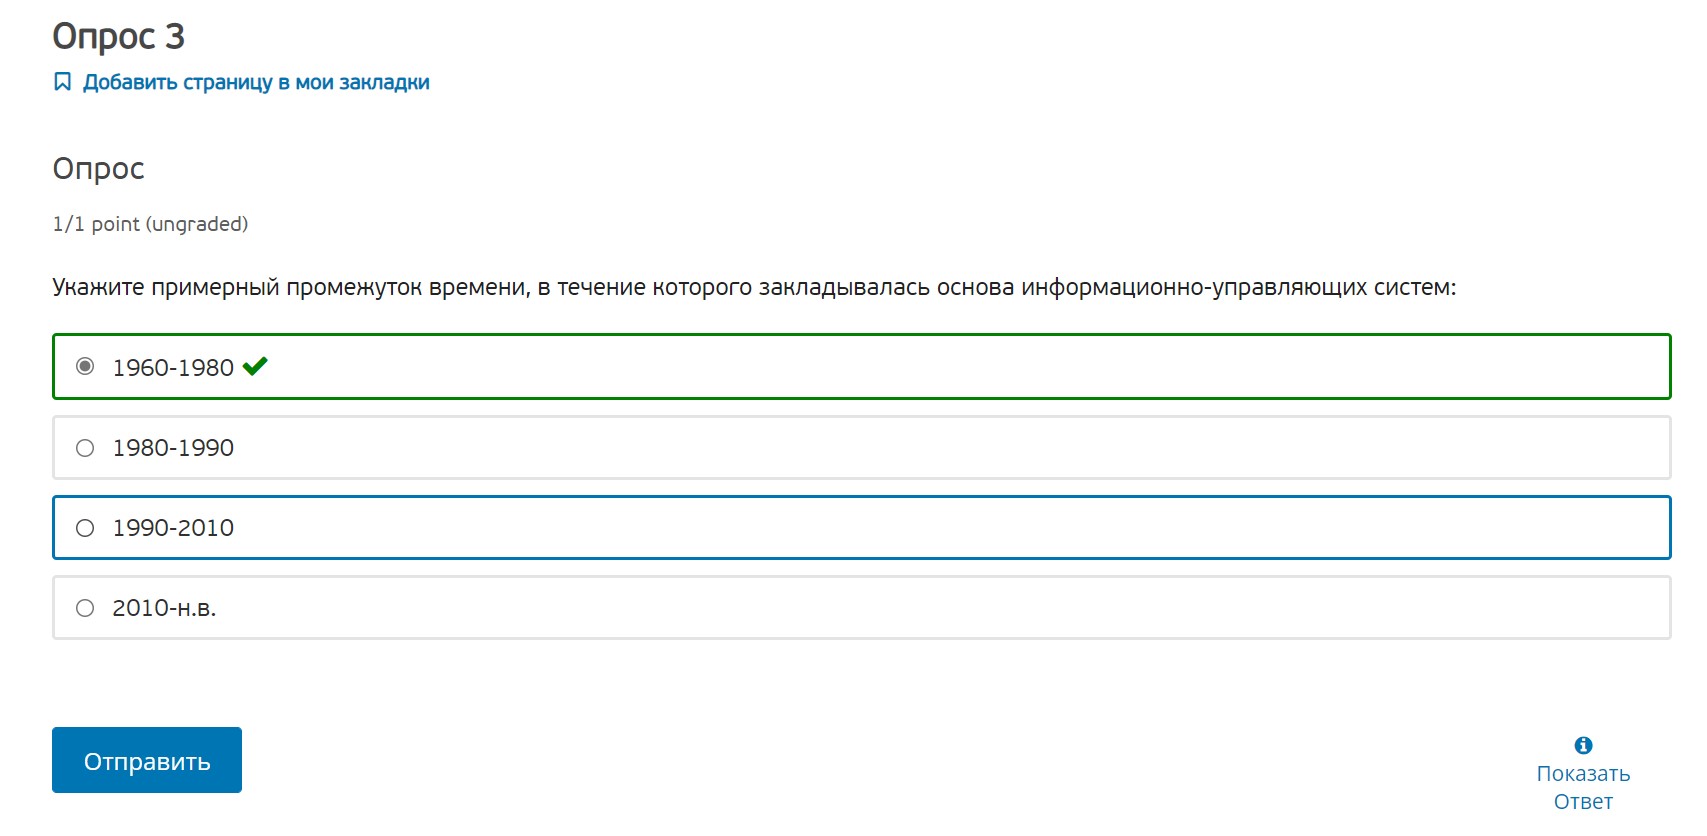 Опрос 3
Добавить страницу в мои закладки
Опрос
1/1 point (ungraded)
Укажите примерный промежуток времени, в течение которого закладывалась основа информационно-управляющих систем:
1960-1980
1980-1990
1990-2010
2010-н.в.
Отправить
Показать
Ответ